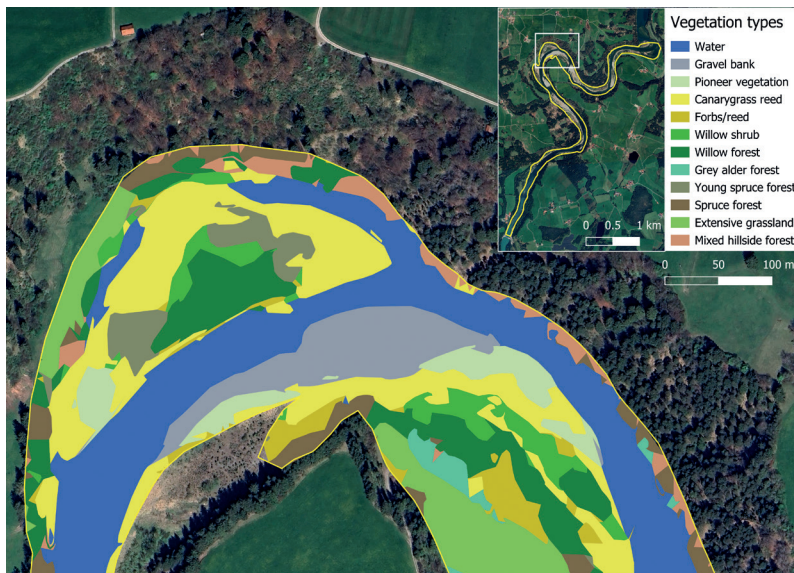 Vegetation types
Water
Gravel bank
Pioneer vegetation
Canarygrass reed
Forbs/reed
Willow shrub
Willow forest
Grey alder forest
Young spruce forest
Spruce forest
Extensive grassland
Mixed hillside forest
0 0.5 1 km
0 50 100 m